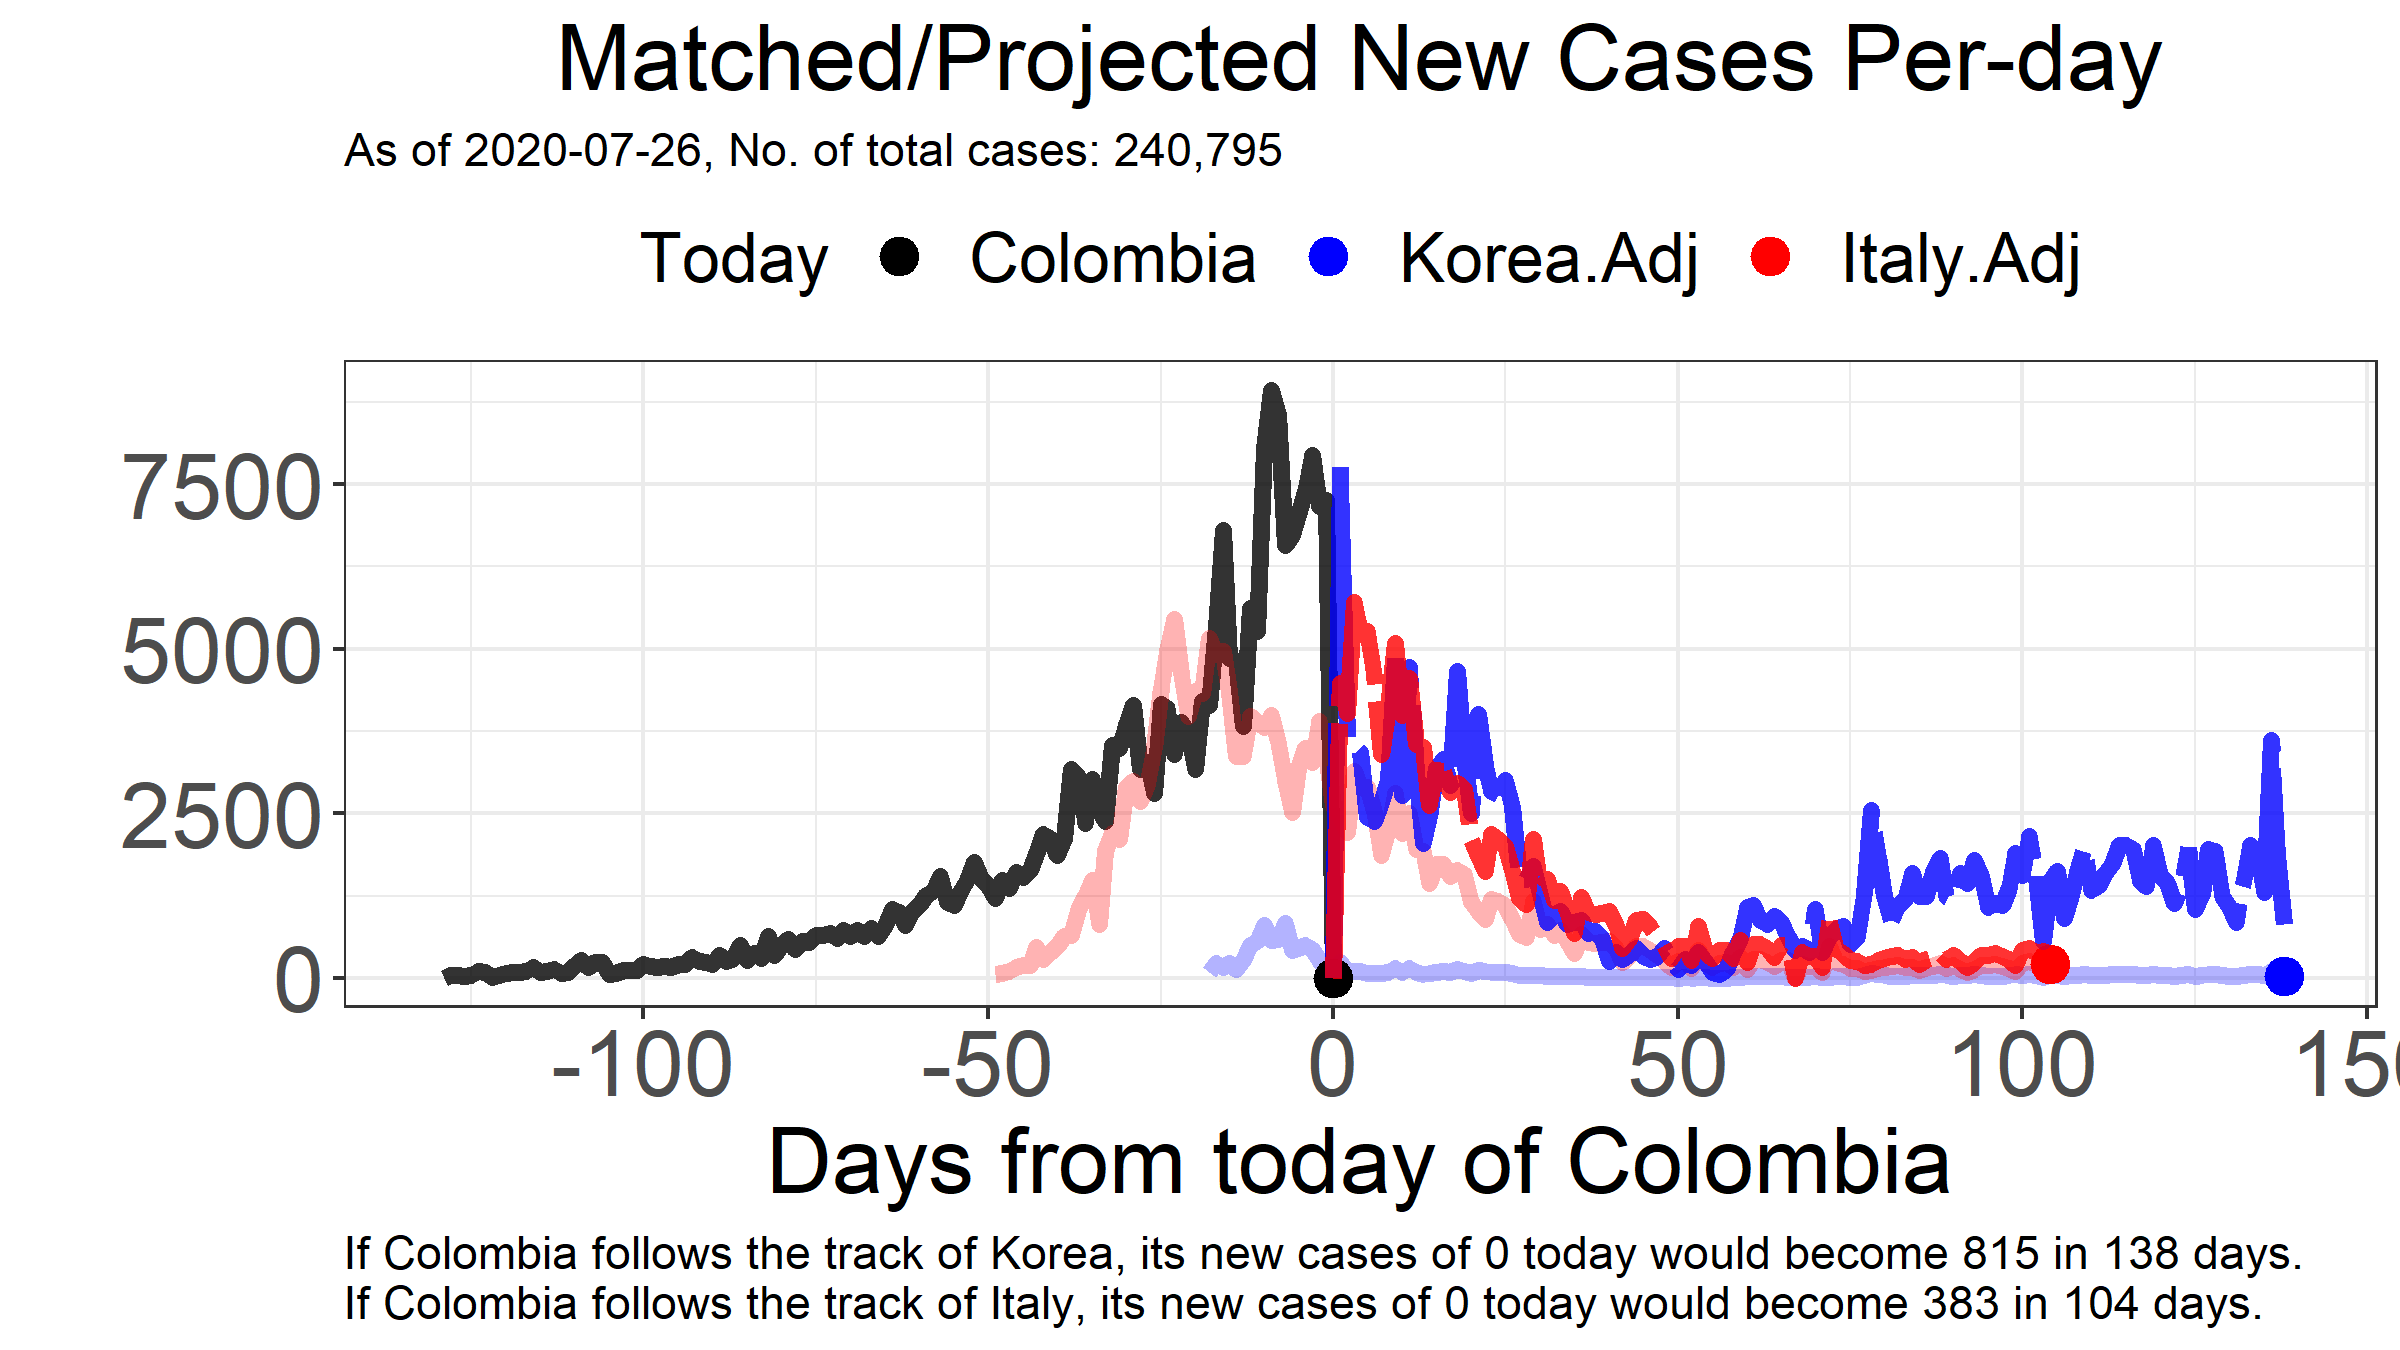 Matched/Projected New Cases Per-day
As of 2020-07-26, No. of total cases: 240,795
Today Colombia Korea.Adj Italy.Adj
7500
5000
2500
0
-100 -50 0 50 100 150
Days from today of Colombia
If Colombia follows the track of Korea, its new cases of 0 today would become 815 in 138 days.
If Colombia follows the track of Italy, its new cases of 0 today would become 383 in 104 days.